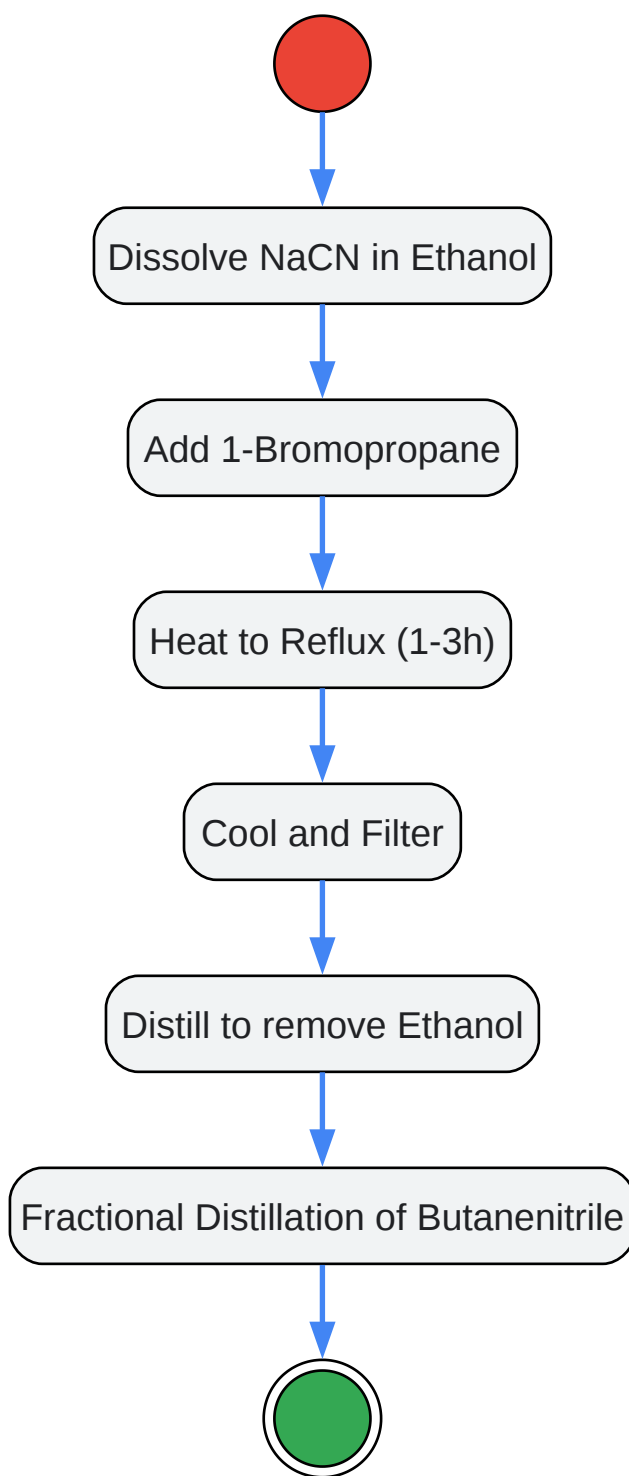 Dissolve NaCN in Ethanol
Add 1-Bromopropane
Heat to Reflux (1-3h)
Cool and Filter
Distill to remove Ethanol
Fractional Distillation of Butanenitrile